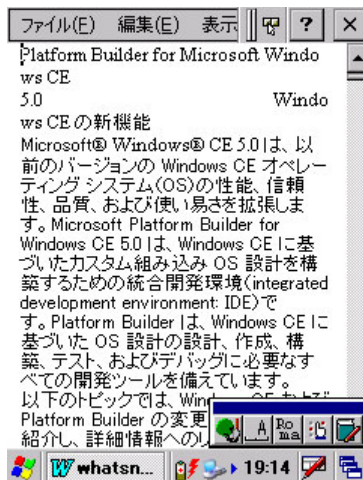 ファイル(F) 編集(E) 表示 ? ×
Platform Builder for Microsoft Windo
ws CE
5.0 Windo
ws CE の新機能
Microsoft® Windows® CE 5.0 は、以
前のバージョンの Windows CE オペレー
ティング システム(OS)の性能、信頼
性、品質、および使い易さを拡張しま
す。Microsoft Platform Builder for
Windows CE 5.0 は、Windows CE に基
づいたカスタム組み込み OS 設計を構
築するための統合開発環境(integrated
development environment: IDE)で
す。Platform Builder は、Windows CE に
基づいた OS 設計の設計、作成、構
築、テスト、およびデバッグに必要なす
べての開発ツールを備えています。
以下のトピックでは、
Platform Builder の変更
紹介し、詳細情報への
A Roma
whatsn... 19:14